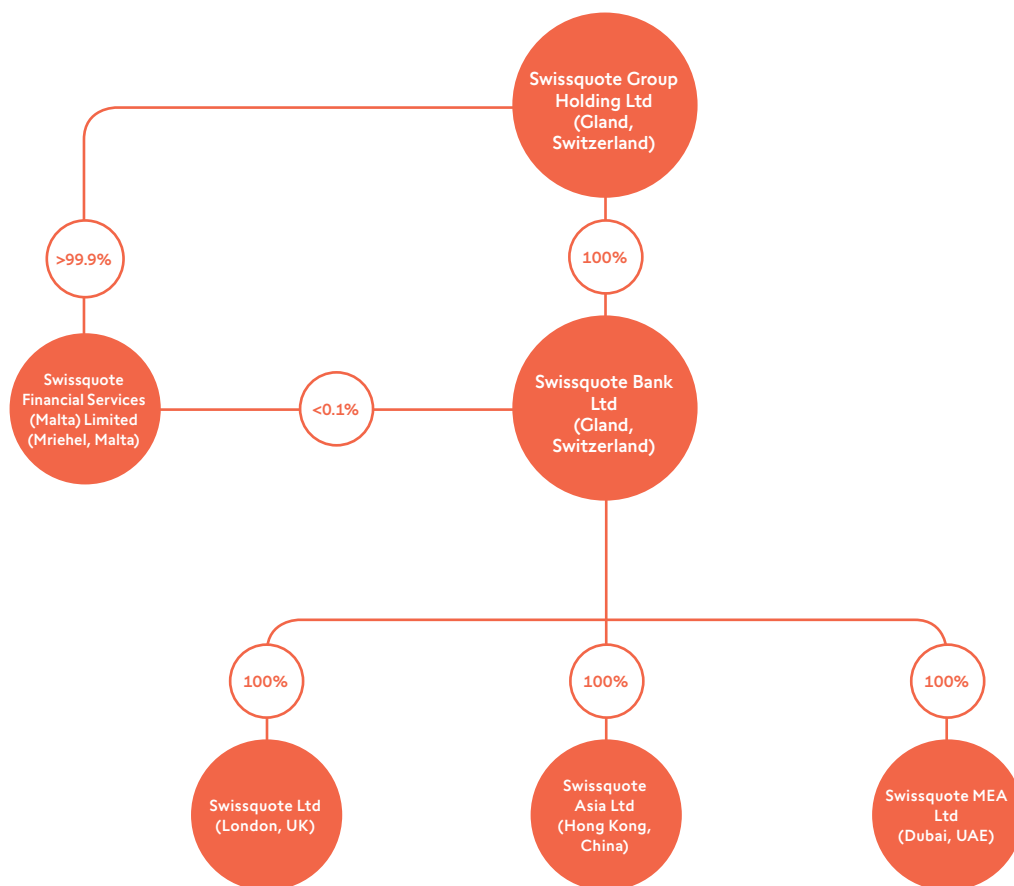 Swissquote Group
Holding Ltd
(Gland,
Switzerland)
>99.9%
100%
Swissquote
Financial Services
(Malta) Limited
(Mriehel, Malta)
<0.1%
Swissquote Bank
Ltd
(Gland,
Switzerland)
100%
100%
100%
Swissquote Ltd
(London, UK)
Swissquote
Asia Ltd
(Hong Kong,
China)
Swissquote MEA
Ltd
(Dubai, UAE)